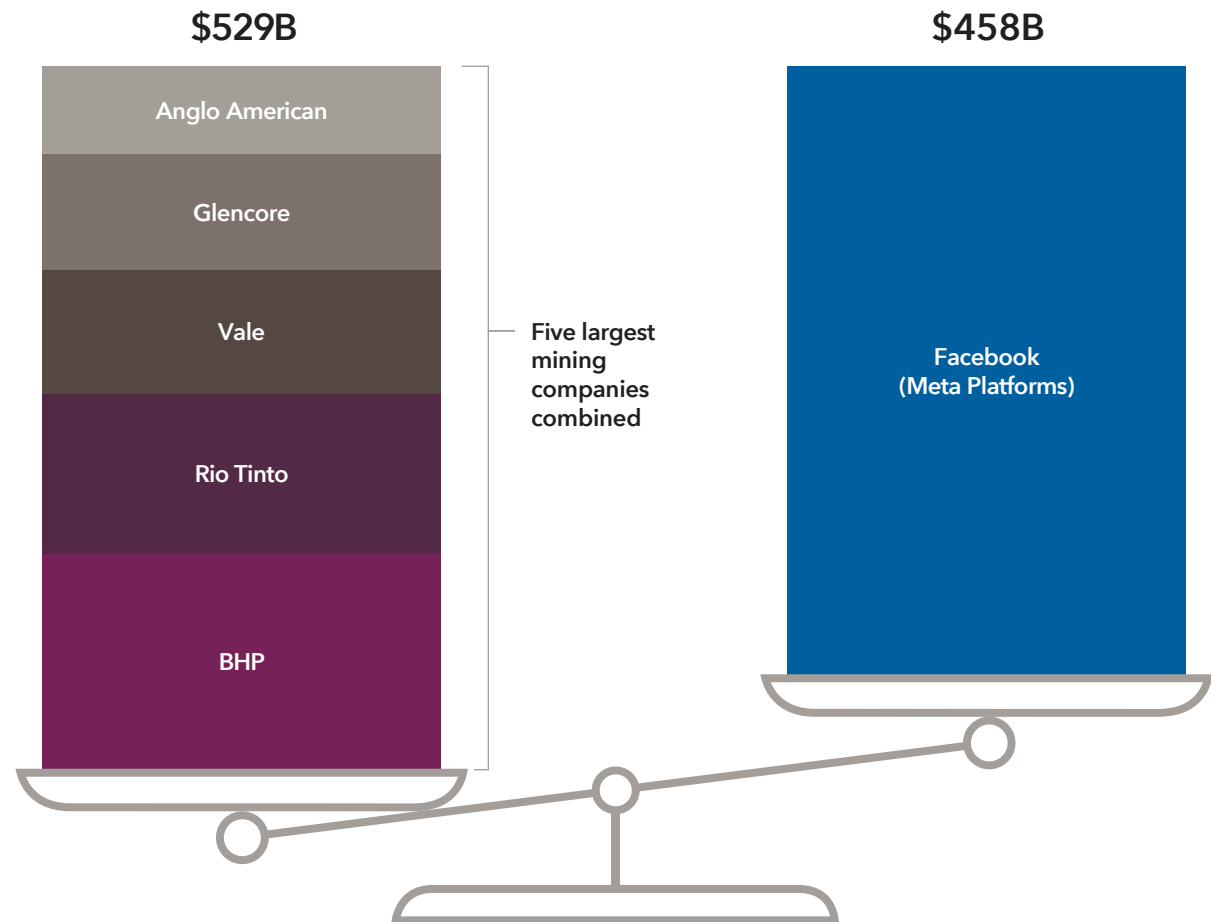 $529B
Anglo American
Glencore
Vale
Rio Tinto
BHP
Five largest
mining
companies
combined
$458B
Facebook
(Meta Platforms)